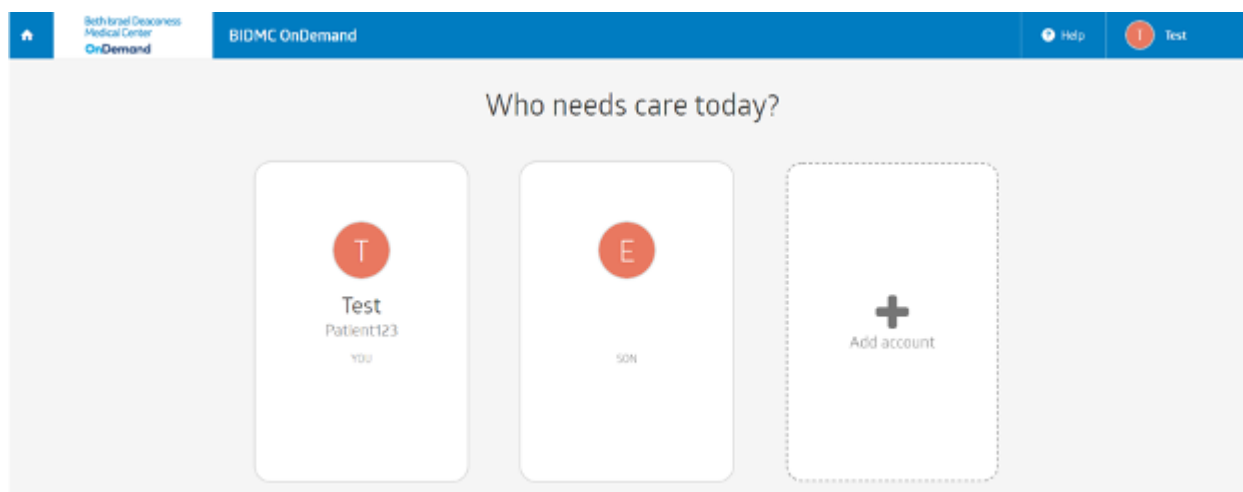 Beth Israel Deaconess
Medical Center
OnDemand
BIDMC OnDemand
Help
T Test
Who needs care today?
T
Test
Patient123
YOU
E
SON
Add account